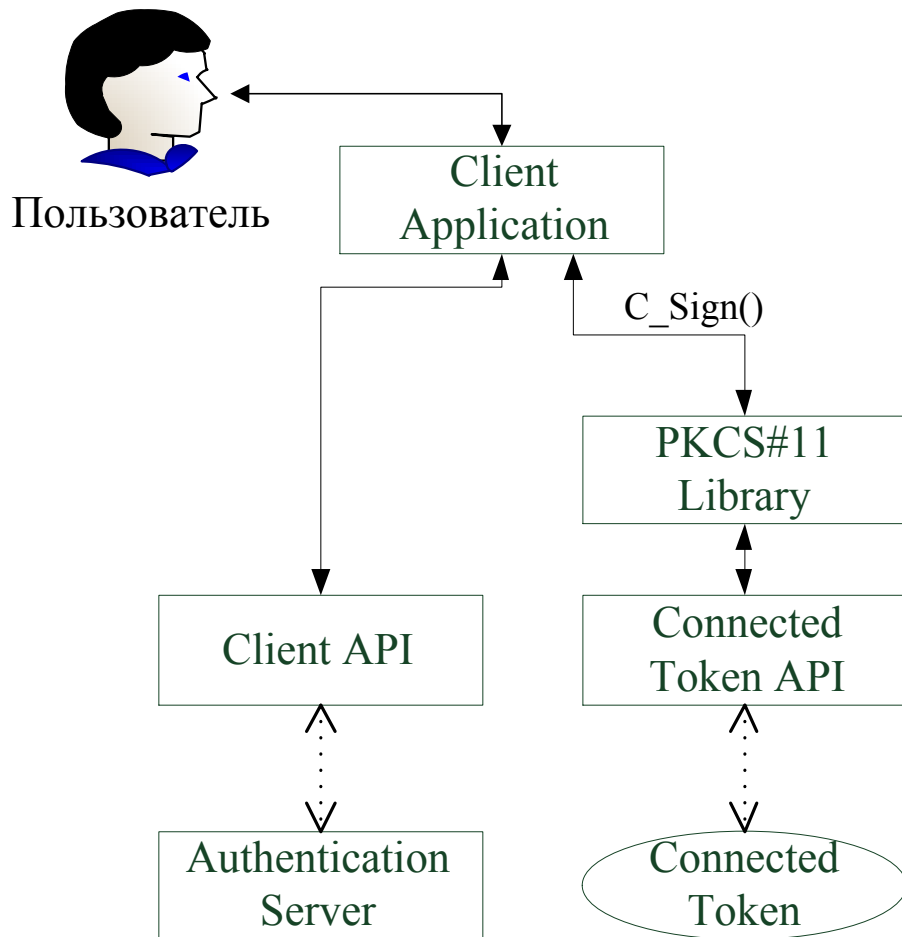 Client
Application
Пользователь
C_Sign()
PKCS#11
Library
Client API
Connected
Token API
Authentication
Server
Connected
Token